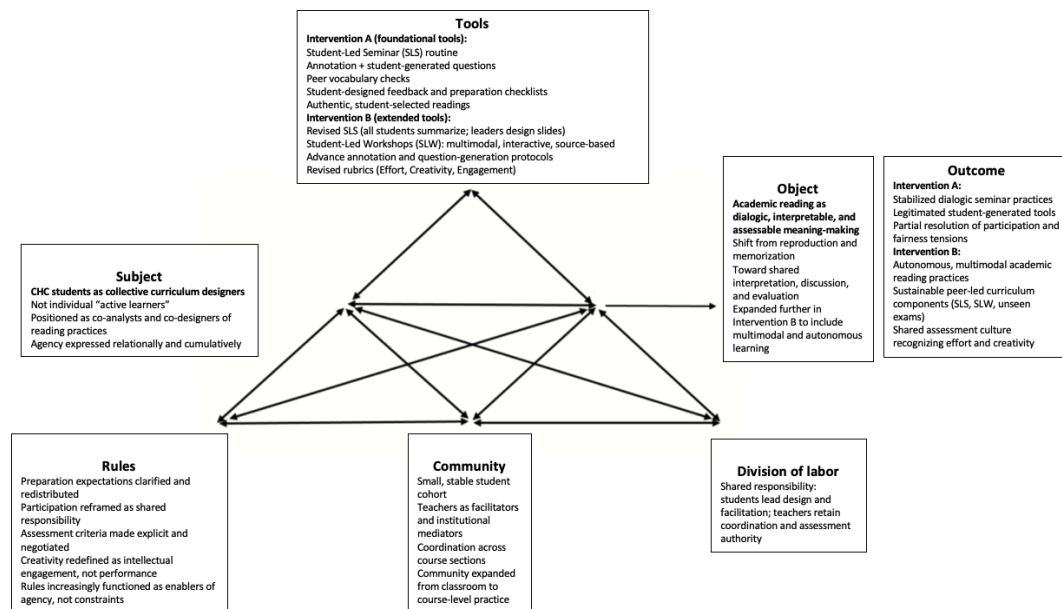 Tools
Intervention A (foundational tools):
Student-Led Seminar (SLS) routine
Annotation + student-generated questions
Peer vocabulary checks
Student-designed feedback and preparation checklists
Authentic, student-selected readings
Intervention B (extended tools):
Revised SLS (all students summarize; leaders design slides)
Student-Led Workshops (SLW): multimodal, interactive, source-based
Advance annotation and question-generation protocols
Revised rubrics (Effort, Creativity, Engagement)
Subject
CHC students as collective curriculum designers
Not individual “active learners”
Positioned as co-analysts and co-designers of
reading practices
Agency expressed relationally and cumulatively
Object
Academic reading as
dialogic, interpretable, and
assessable meaning-making
Shift from reproduction and
memorization
Toward shared
interpretation, discussion,
and evaluation
Expanded further in
Intervention B to include
multimodal and autonomous
learning
Outcome
Intervention A:
Stabilized dialogic seminar practices
Legitimated student-generated tools
Partial resolution of participation and
fairness tensions
Intervention B:
Autonomous, multimodal academic
reading practices
Sustainable peer-led curriculum
components (SLS, SLW, unseen
exams)
Shared assessment culture
recognizing effort and creativity
Rules
Preparation expectations clarified and
redistributed
Participation reframed as shared
responsibility
Assessment criteria made explicit and
negotiated
Creativity redefined as intellectual
engagement, not performance
Rules increasingly functioned as enablers of
agency, not constraints
Community
Small, stable student
cohort
Teachers as facilitators
and institutional
mediators
Coordination across
course sections
Community expanded
from classroom to
course-level practice
Division of labor
Shared responsibility:
students lead design and
facilitation; teachers retain
coordination and assessment
authority